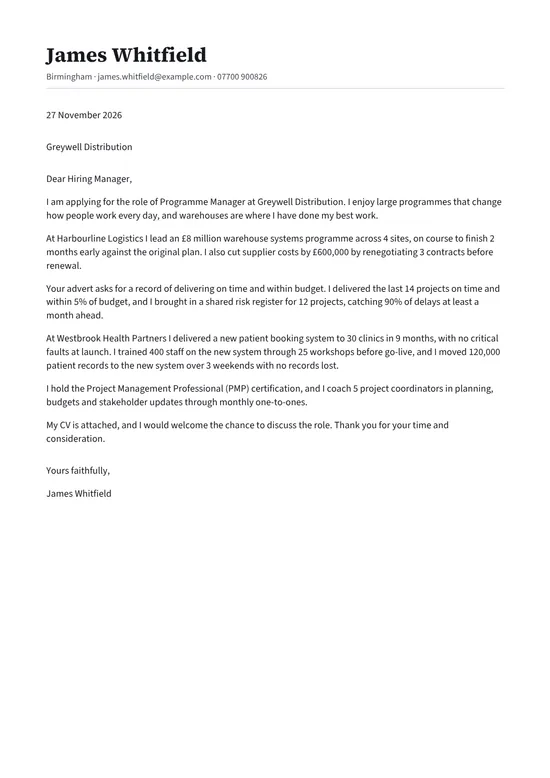 James Whitfield
Birmingham · james.whitfield@example.com · 07700 900826
27 November 2026
Greywell Distribution
Dear Hiring Manager,
I am applying for the role of Programme Manager at Greywell Distribution. I enjoy large programmes that change
how people work every day, and warehouses are where I have done my best work.
At Harbourline Logistics I lead an £8 million warehouse systems programme across 4 sites, on course to finish 2
months early against the original plan. I also cut supplier costs by £600,000 by renegotiating 3 contracts before
renewal.
Your advert asks for a record of delivering on time and within budget. I delivered the last 14 projects on time and
within 5% of budget, and I brought in a shared risk register for 12 projects, catching 90% of delays at least a
month ahead.
At Westbrook Health Partners I delivered a new patient booking system to 30 clinics in 9 months, with no critical
faults at launch. I trained 400 staff on the new system through 25 workshops before go-live, and I moved 120,000
patient records to the new system over 3 weekends with no records lost.
I hold the Project Management Professional (PMP) certification, and I coach 5 project coordinators in planning,
budgets and stakeholder updates through monthly one-to-ones.
My CV is attached, and I would welcome the chance to discuss the role. Thank you for your time and
consideration.
Yours faithfully,
James Whitfield